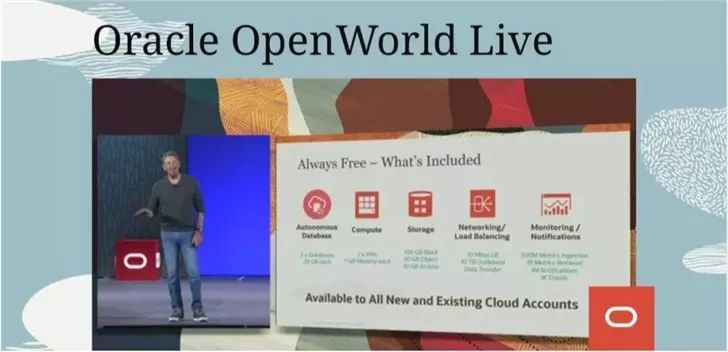 Oracle OpenWorld Live
Always Free – What's Included
Autonomous
Database
Compute
Storage
Networking/
Load Balancing
Monitoring /
Notifications
2 x Databases
20 GB each
2 x VMs
1 GB Memory each
100 GB Block
10 GB Object
10 GB Archive
10 Mbps LB
10 TB Outbound
Data Transfer
500M Metrics Ingestion
1B Metrics Retrieval
1M Notifications
1K Emails
Available to All New and Existing Cloud Accounts